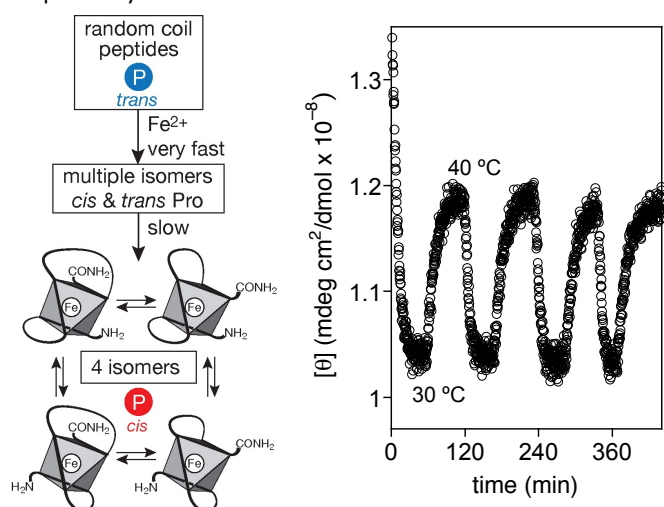 random coil
peptides
P
trans
Fe²⁺
very fast
multiple isomers
cis & trans Pro
slow
CONH₂
Fe
NH₂
CONH₂
Fe
NH₂
4 isomers
P
cis
CONH₂
Fe
H₂N
CONH₂
Fe
H₂N
[θ] (mdeg cm²/dmol x 10⁻⁸)
1.3
1.2
1.1
1
40 ºC
30 ºC
0
120
240
360
time (min)